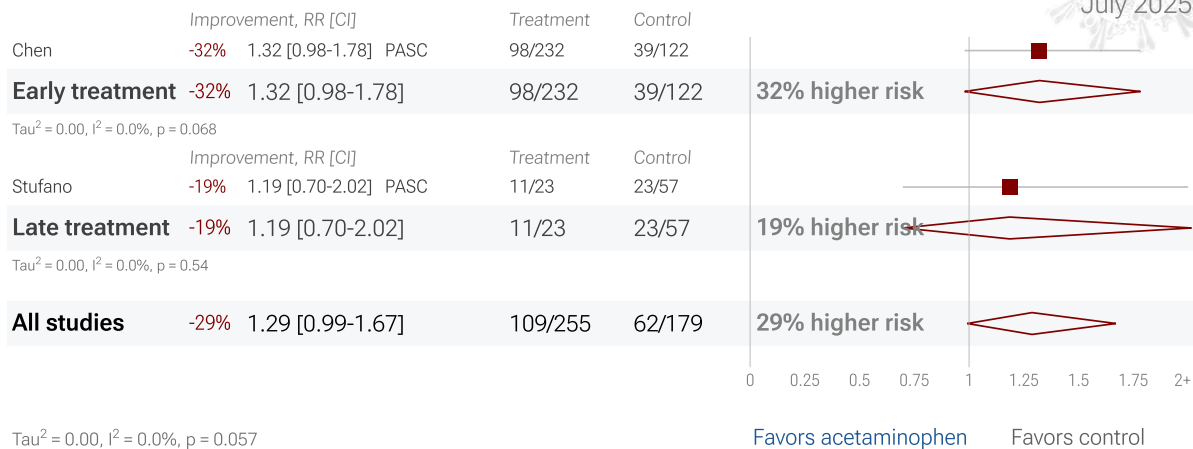 July 2025
Improvement, RR [CI] Treatment Control
Chen -32% 1.32 [0.98-1.78] PASC 98/232 39/122
Early treatment -32% 1.32 [0.98-1.78] 98/232 39/122 32% higher risk
Tau² = 0.00, I² = 0.0%, p = 0.068
Improvement, RR [CI] Treatment Control
Stufano -19% 1.19 [0.70-2.02] PASC 11/23 23/57
Late treatment -19% 1.19 [0.70-2.02] 11/23 23/57 19% higher risk
Tau² = 0.00, I² = 0.0%, p = 0.54
All studies -29% 1.29 [0.99-1.67] 109/255 62/179 29% higher risk
0 0.25 0.5 0.75 1 1.25 1.5 1.75 2+
Tau² = 0.00, I² = 0.0%, p = 0.057 Favors acetaminophen Favors control